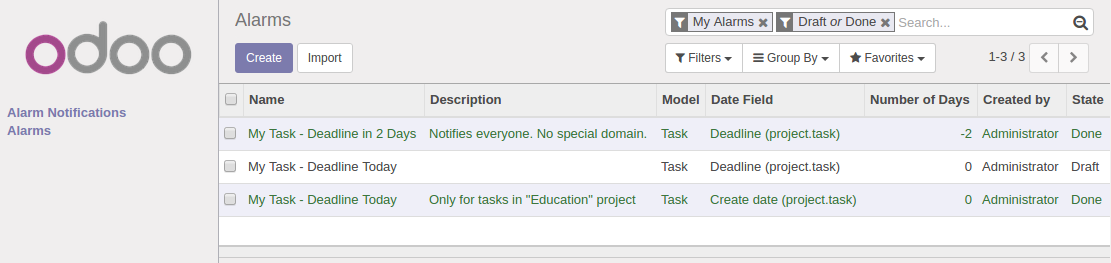 odoo
Alarm Notifications
Alarms
Alarms
My Alarms Draft or Done Search...
Create Import
Filters Group By Favorites 1-3 / 3
Name Description Model Date Field Number of Days Created by State
My Task - Deadline in 2 Days Notifies everyone. No special domain. Task Deadline (project.task) -2 Administrator Done
My Task - Deadline Today Task Deadline (project.task) 0 Administrator Draft
My Task - Deadline Today Only for tasks in "Education" project Task Create date (project.task) 0 Administrator Done